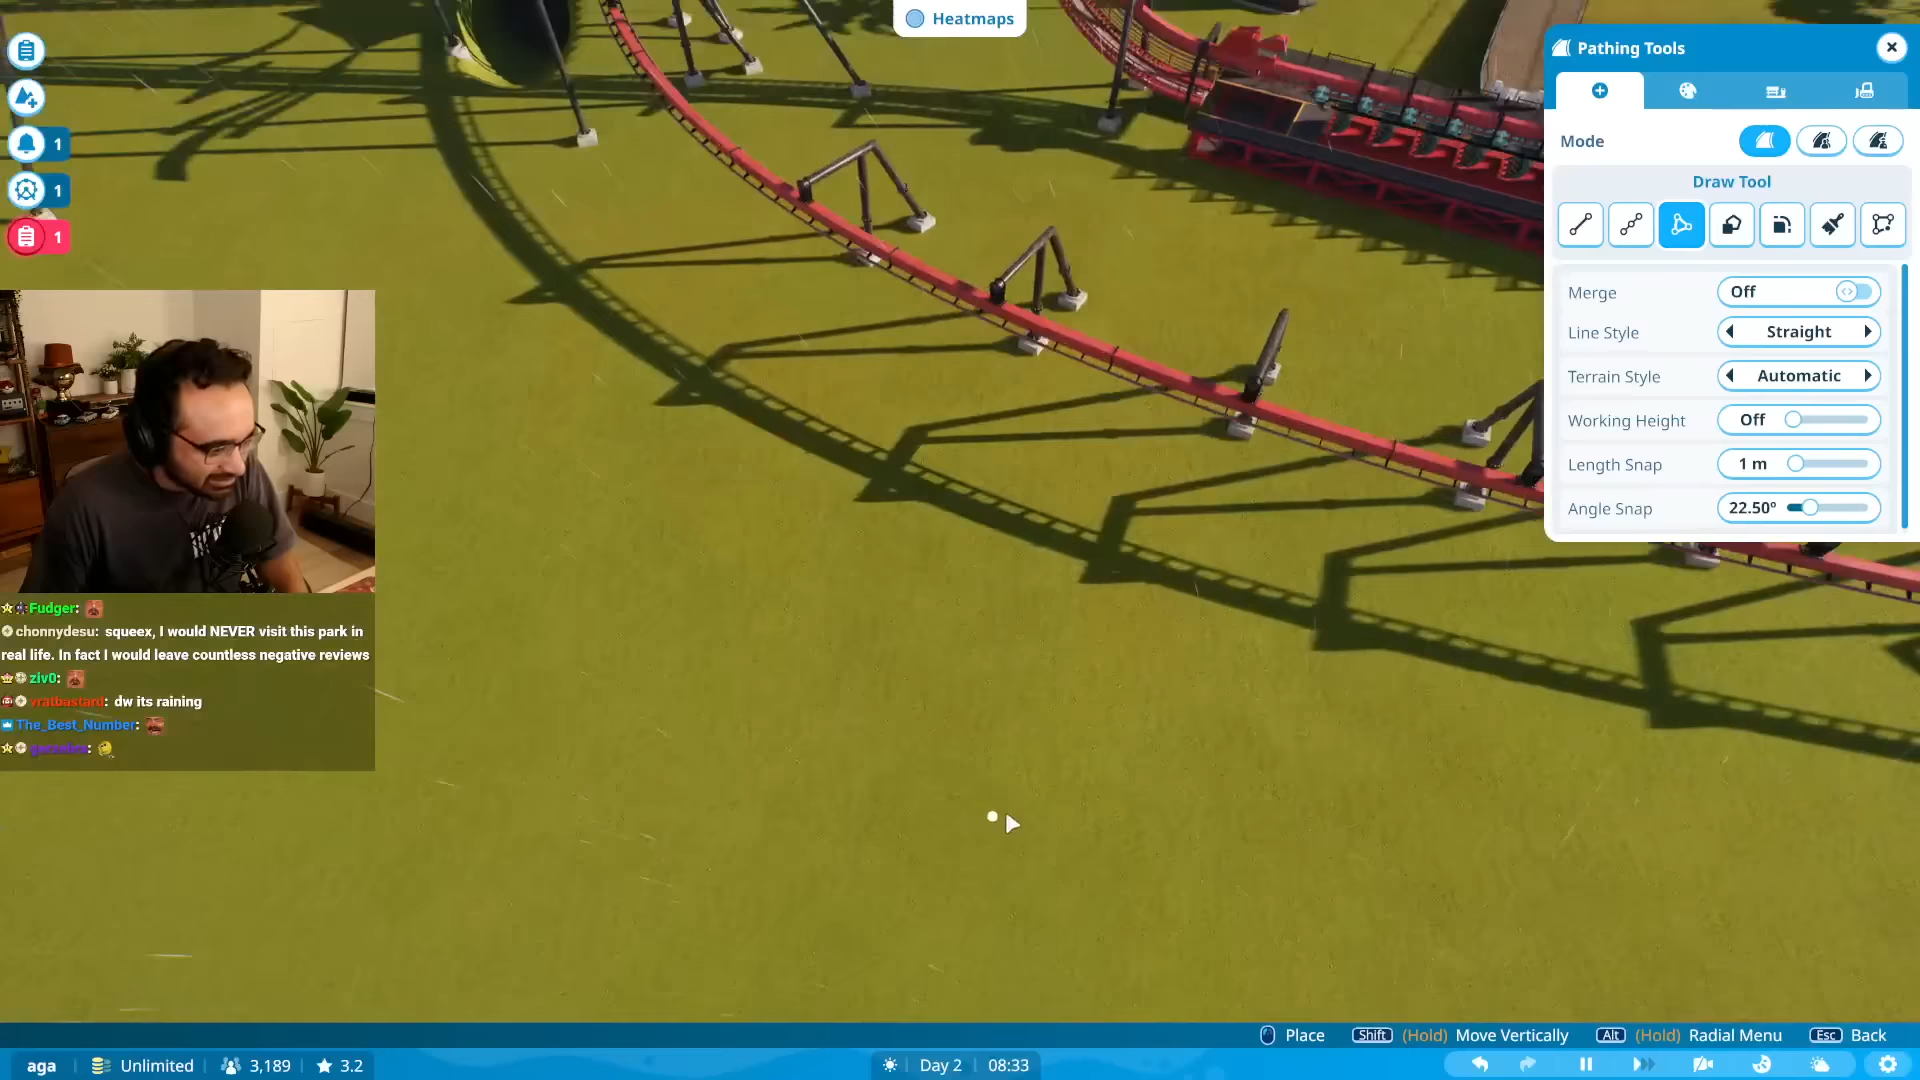 Heatmaps
Pathing Tools
1
1
1
Mode
Draw Tool
Merge Off
Line Style Straight
Terrain Style Automatic
Working Height Off
Length Snap 1 m
Angle Snap 22.50º
Fudger:
chonnydesu: squeex, I would NEVER visit this park in
real life. In fact I would leave countless negative reviews
ziv0:
vratbastard: dw its raining
The_Best_Number:
Place Shift (Hold) Move Vertically Alt (Hold) Radial Menu Esc Back
aga Unlimited 3,189 3.2 Day 2 08:33